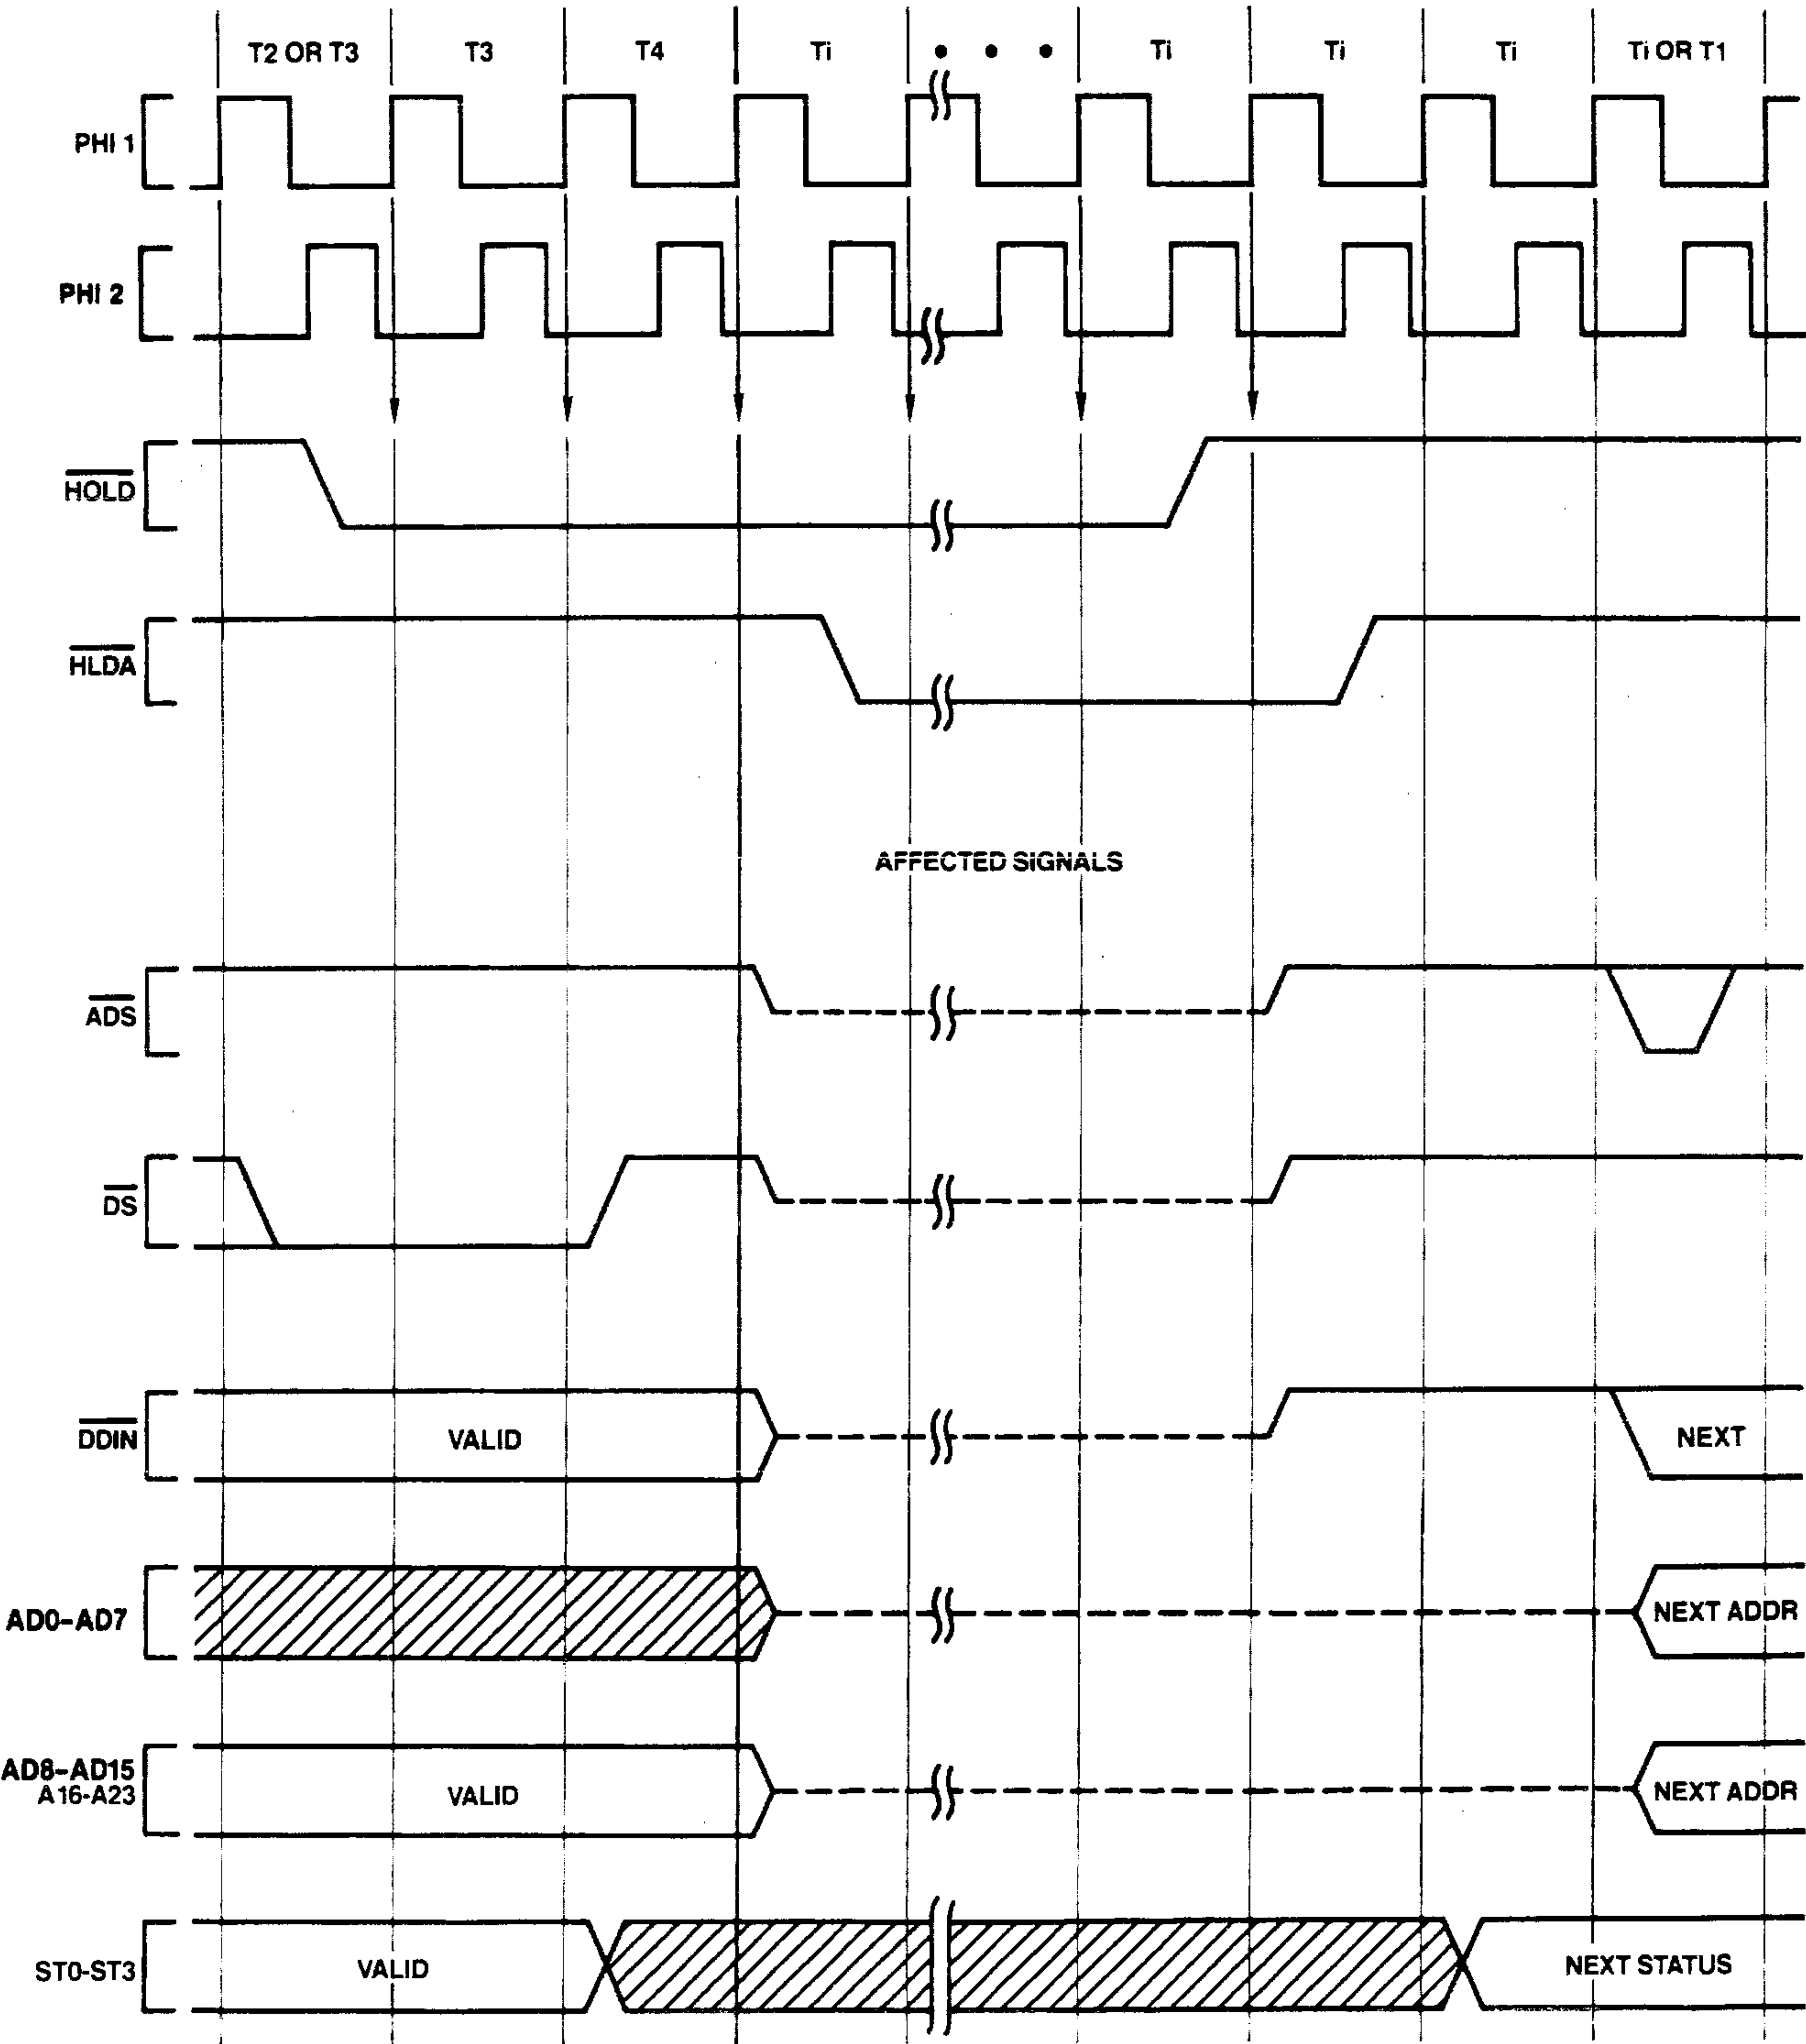 T2 OR T3 T3 T4 Ti • • • Ti Ti Ti Ti OR T1
PHI 1
PHI 2
HOLD
HLDA
AFFECTED SIGNALS
ADS
DS
DDIN VALID NEXT
AD0-AD7 NEXT ADDR
AD8-AD15
A16-A23 VALID NEXT ADDR
ST0-ST3 VALID NEXT STATUS